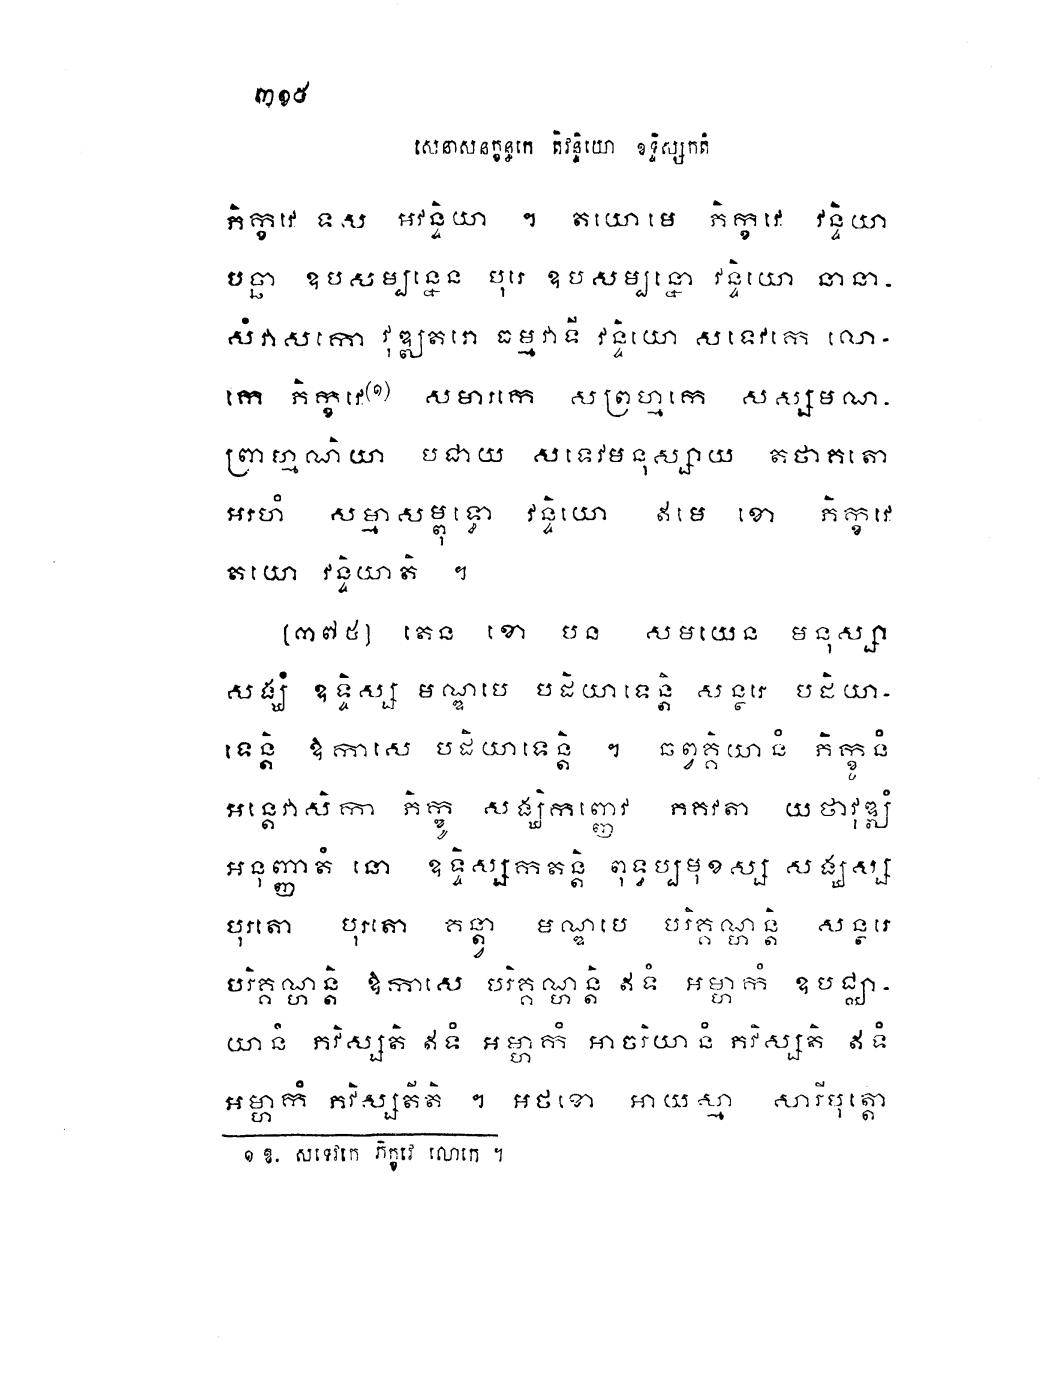 ៣១៥
សេនាសនក្ខន្ធកេ តិវន្ទិយោ ឧទ្ទិស្សកតំ
ភិក្ខវេ ទស អវន្ទិយា ។ តយោមេ ភិក្ខវេ វន្ទិយា
បច្ឆា ឧបសម្បន្នេន បុរេ ឧបសម្បន្នោ វន្ទិយោ នានា-
សំវាសកោ វុឌ្ឍតរោ ធម្មវាទី វន្ទិយោ សទេវកេ លោ-
កេ ភិក្ខវេ(១) សមារកេ សព្រហ្មកេ សស្សមណ-
ព្រាហ្មណិយា បជាយ សទេវមនុស្សាយ តថាគតោ
អរហំ សម្មាសម្ពុទ្ធោ វន្ទិយោ ឥមេ ខោ ភិក្ខវេ
តយោ វន្ទិយាតិ ។
(៣៧៥) តេន ខោ បន សមយេន មនុស្សា
សង្ឃំ ឧទ្ទិស្ស មណ្ឌបេ បដិយាទេន្តិ សន្ថរេ បដិយា-
ទេន្តិ ឱកាសេ បដិយាទេន្តិ ។ ឆព្វគ្គិយានំ ភិក្ខូនំ
អន្តេវាសិកា ភិក្ខូ សង្ឃិកញ្ញេវ ភគវតា យថាវុឌ្ឍំ
អនុញ្ញាតំ នោ ឧទ្ទិស្សកតន្តិ ពុទ្ធប្បមុខស្ស សង្ឃស្ស
បុរតោ បុរតោ គន្ត្វា មណ្ឌបេ បរិគ្គណ្ហន្តិ សន្ថរេ
បរិគ្គណ្ហន្តិ ឱកាសេ បរិគ្គណ្ហន្តិ ឥទំ អម្ហាកំ ឧបជ្ឈា-
យានំ ភវិស្សតិ ឥទំ អម្ហាកំ អាចរិយានំ ភវិស្សតិ ឥទំ
អម្ហាកំ ភវិស្សតីតិ ។ អថខោ អាយស្មា សារីបុត្តោ
១ ឱ. សទេវកេ ភិក្ខវេ លោកេ ។